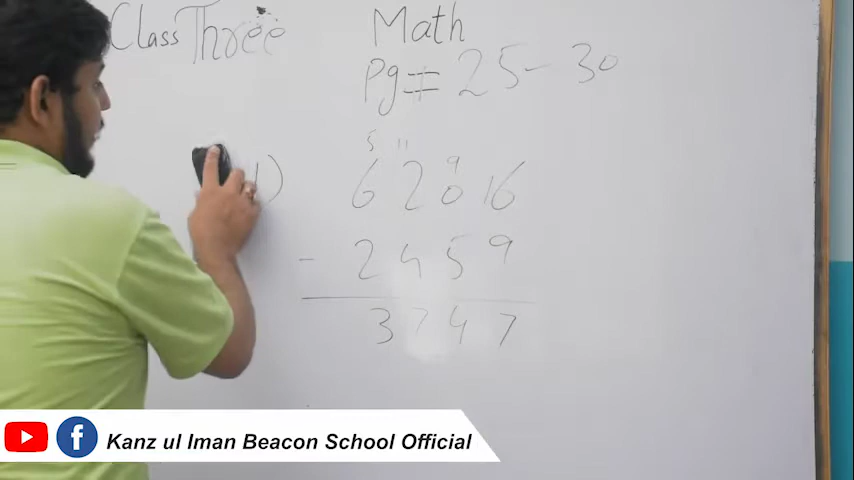 Class Three Math
Pg# 25-30
5 11 9
1) 6 2 0 16
- 2 4 5 9
3 7 4 7
Kanz ul Iman Beacon School Official